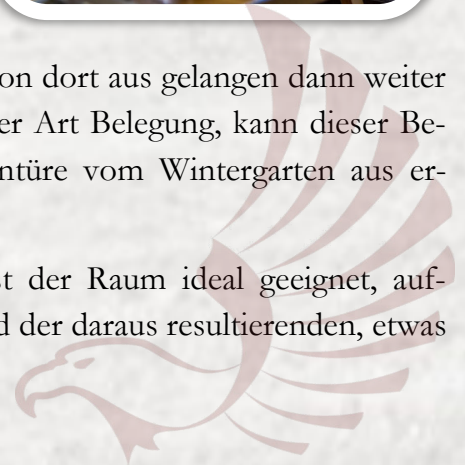 on dort aus gelangen dann weiter
er Art Belegung, kann dieser Be-
ntüre vom Wintergarten aus er-
st der Raum ideal geeignet, auf-
d der daraus resultierenden, etwas